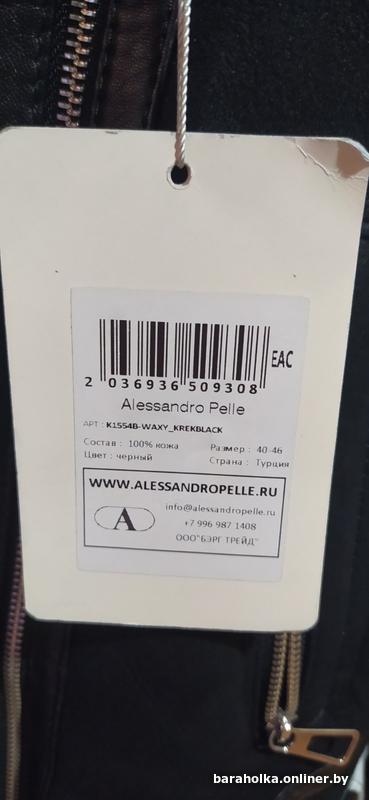 EAC
2 036936 509308
Alessandro Pelle
АРТ : K1554B-WAXY_KREKBLACK
Состав : 100% кожа
Размер : 40-46
Цвет : черный
Страна : Турция
WWW.ALESSANDROPELLE.RU
A
info@alessandropelle.ru
+7 996 987 1408
ООО"БЭРГ ТРЕЙД"
baraholka.onliner.by